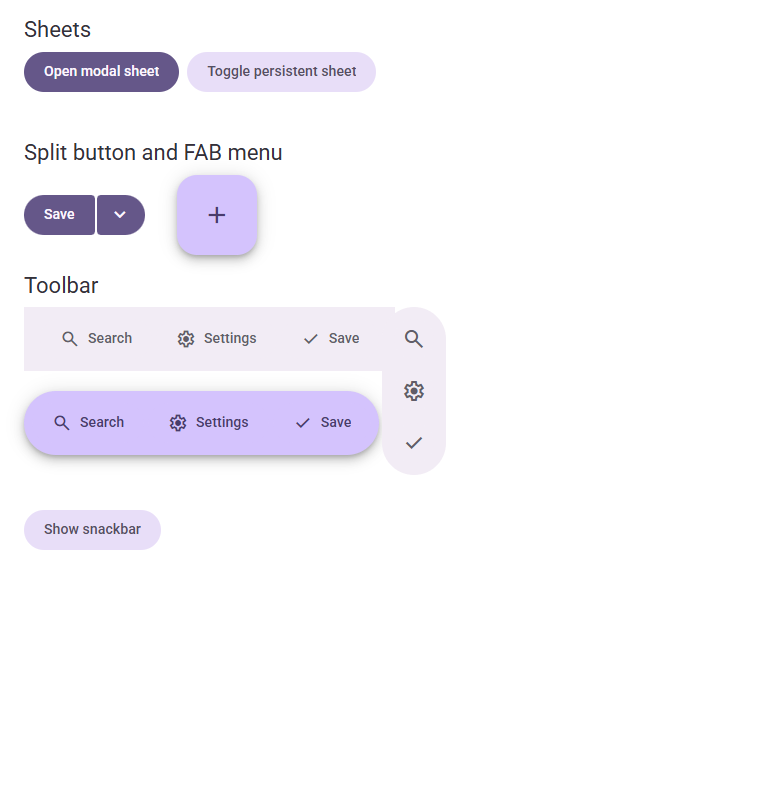 Sheets
Open modal sheet Toggle persistent sheet
Split button and FAB menu
Save
Toolbar
Search Settings Save
Search Settings Save
Show snackbar